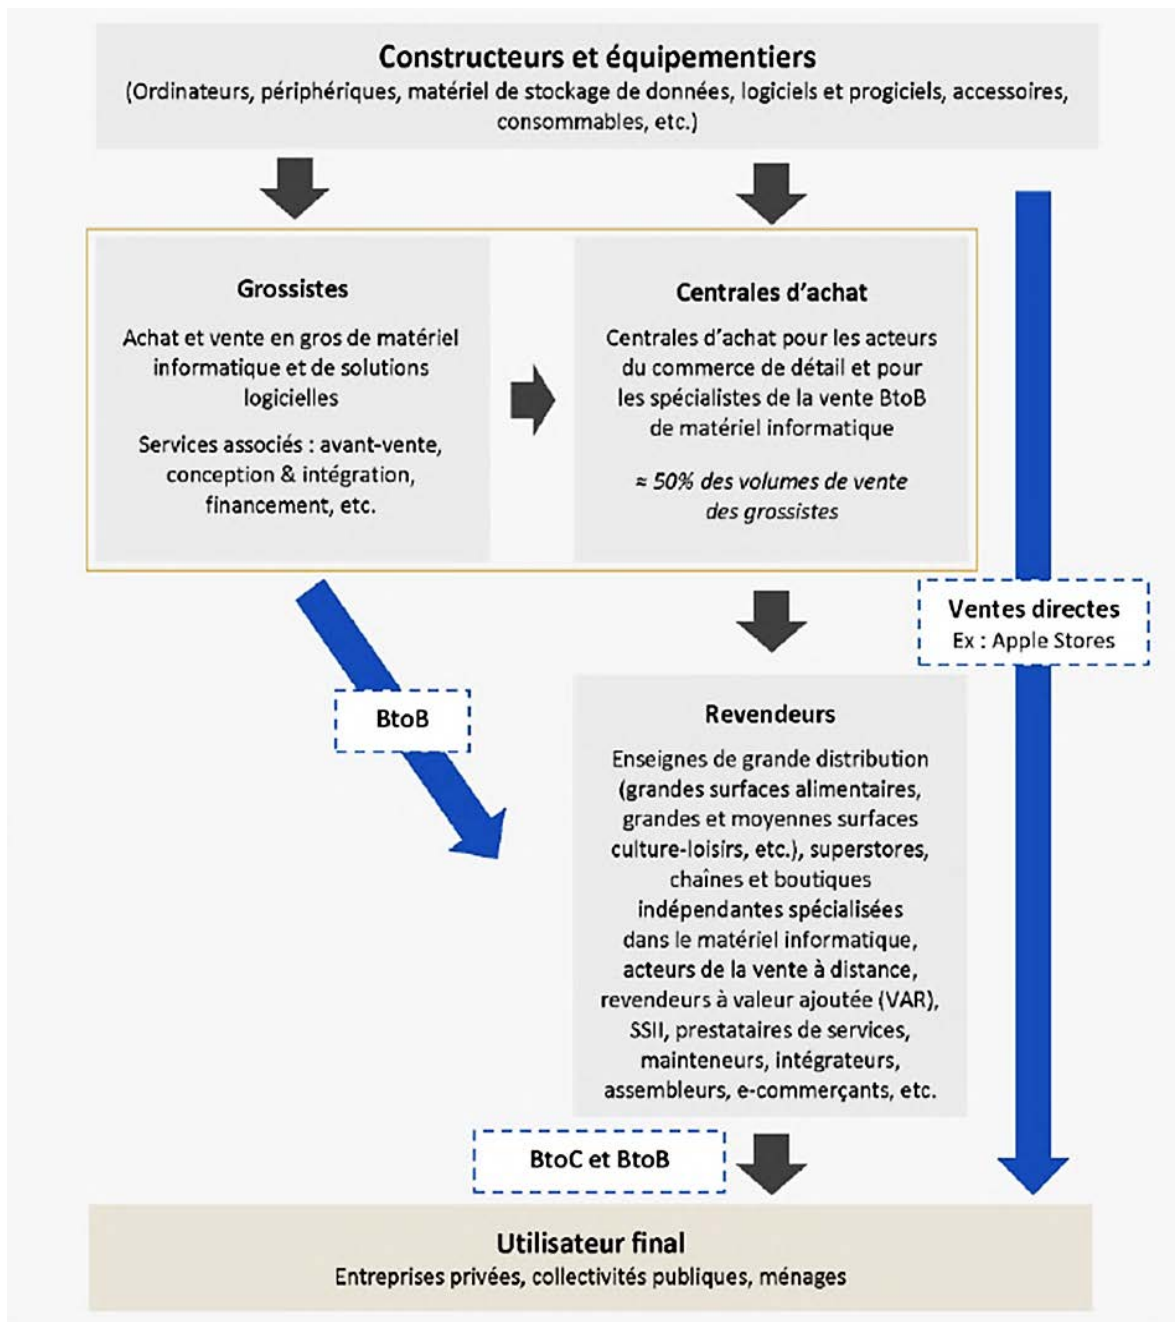 Constructeurs et équipementiers
(Ordinateurs, périphériques, matériel de stockage de données, logiciels et progiciels, accessoires,
consommables, etc.)
Grossistes
Achat et vente en gros de matériel
informatique et de solutions
logicielles
Services associés : avant-vente,
conception & intégration,
financement, etc.
Centrales d'achat
Centrales d'achat pour les acteurs
du commerce de détail et pour
les spécialistes de la vente BtoB
de matériel informatique
≈ 50% des volumes de vente
des grossistes
Ventes directes
Ex : Apple Stores
BtoB
Revendeurs
Enseignes de grande distribution
(grandes surfaces alimentaires,
grandes et moyennes surfaces
culture-loisirs, etc.), superstores,
chaînes et boutiques
indépendantes spécialisées
dans le matériel informatique,
acteurs de la vente à distance,
revendeurs à valeur ajoutée (VAR),
SSII, prestataires de services,
mainteneurs, intégrateurs,
assembleurs, e-commerçants, etc.
BtoC et BtoB
Utilisateur final
Entreprises privées, collectivités publiques, ménages